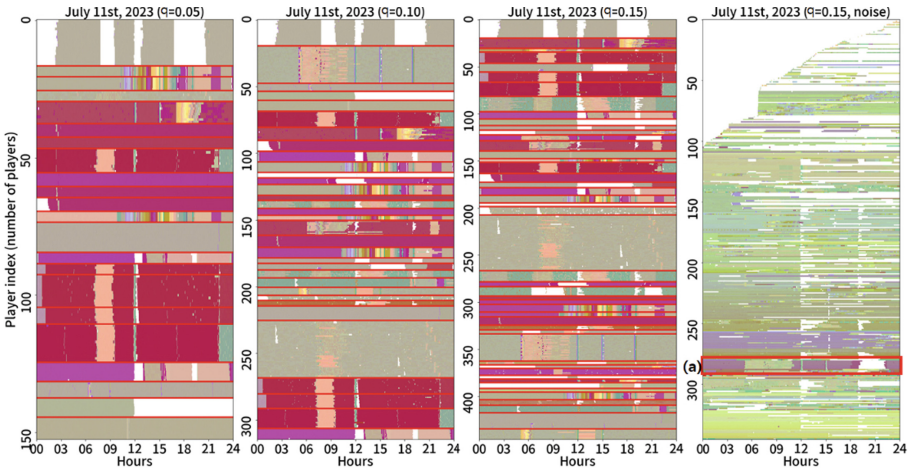 July 11st, 2023 (q=0.05)
July 11st, 2023 (q=0.10)
July 11st, 2023 (q=0.15)
July 11st, 2023 (q=0.15, noise)
Player index (number of players)
0
50
100
150
0
50
100
150
200
250
300
0
50
100
150
200
250
300
350
400
0
50
100
150
200
250
(a)
300
00 03 06 09 12 15 18 21 24
00 03 06 09 12 15 18 21 24
00 03 06 09 12 15 18 21 24
00 03 06 09 12 15 18 21 24
Hours
Hours
Hours
Hours